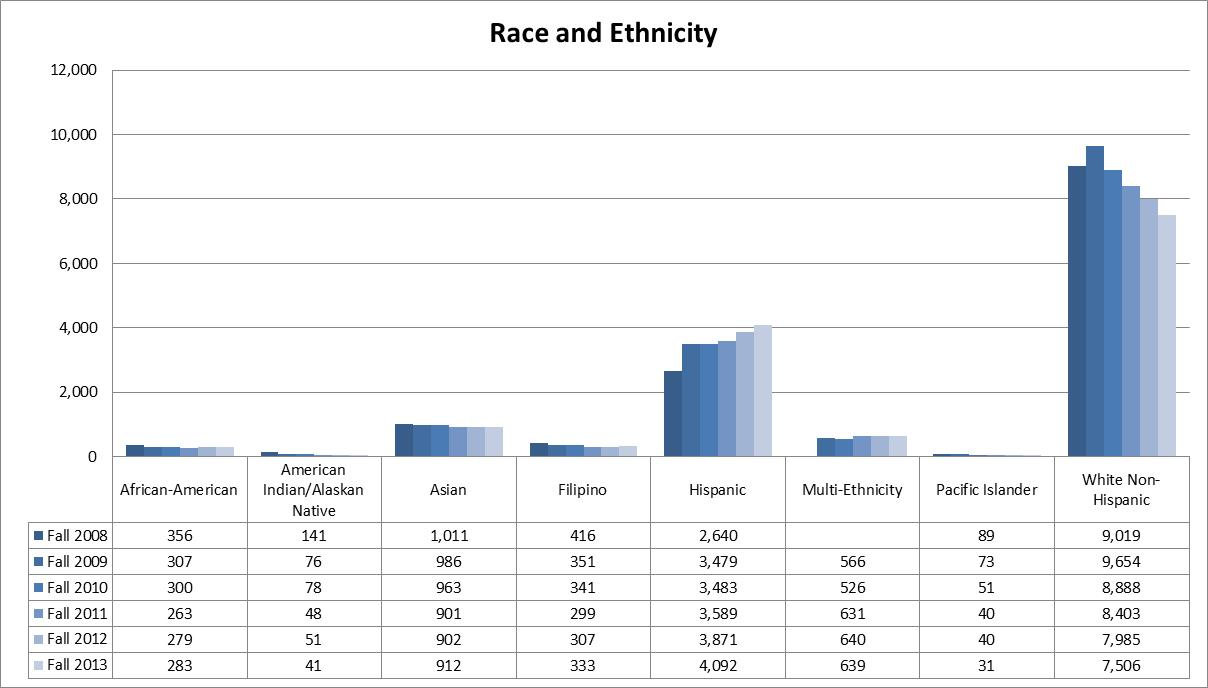 Race and Ethnicity
12,000
10,000
8,000
6,000
4,000
2,000
0
African-American
American Indian/Alaskan Native
Asian
Filipino
Hispanic
Multi-Ethnicity
Pacific Islander
White Non-Hispanic
Fall 2008 356 141 1,011 416 2,640 89 9,019
Fall 2009 307 76 986 351 3,479 566 73 9,654
Fall 2010 300 78 963 341 3,483 526 51 8,888
Fall 2011 263 48 901 299 3,589 631 40 8,403
Fall 2012 279 51 902 307 3,871 640 40 7,985
Fall 2013 283 41 912 333 4,092 639 31 7,506